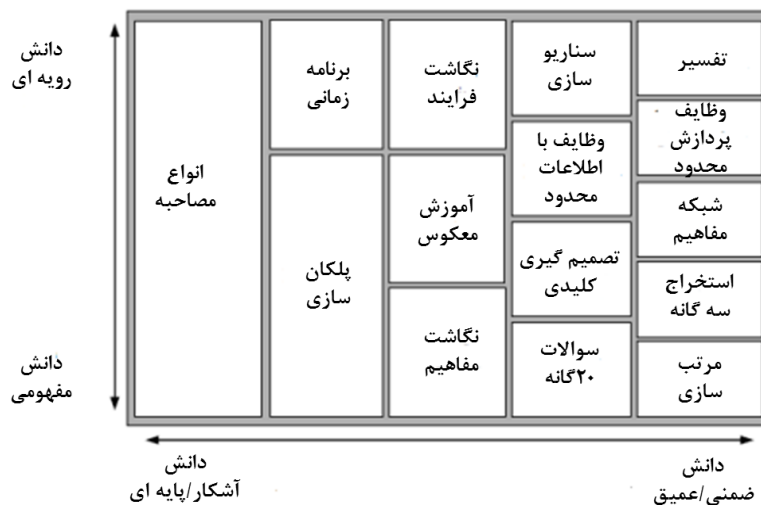 دانش
رویه ای
تفسیر
سناریو
سازی
نگاشت
فرایند
برنامه
زمانی
انواع
مصاحبه
وظایف
پردازش
محدود
وظایف با
اطلاعات
محدود
آموزش
معکوس
پلکان
سازی
شبکه
مفاهیم
تصمیم گیری
کلیدی
استخراج
سه گانه
نگاشت
مفاهیم
سوالات
۲۰گانه
مرتب
سازی
دانش
مفهومی
دانش
ضمنی/عمیق
دانش
آشکار/پایه ای